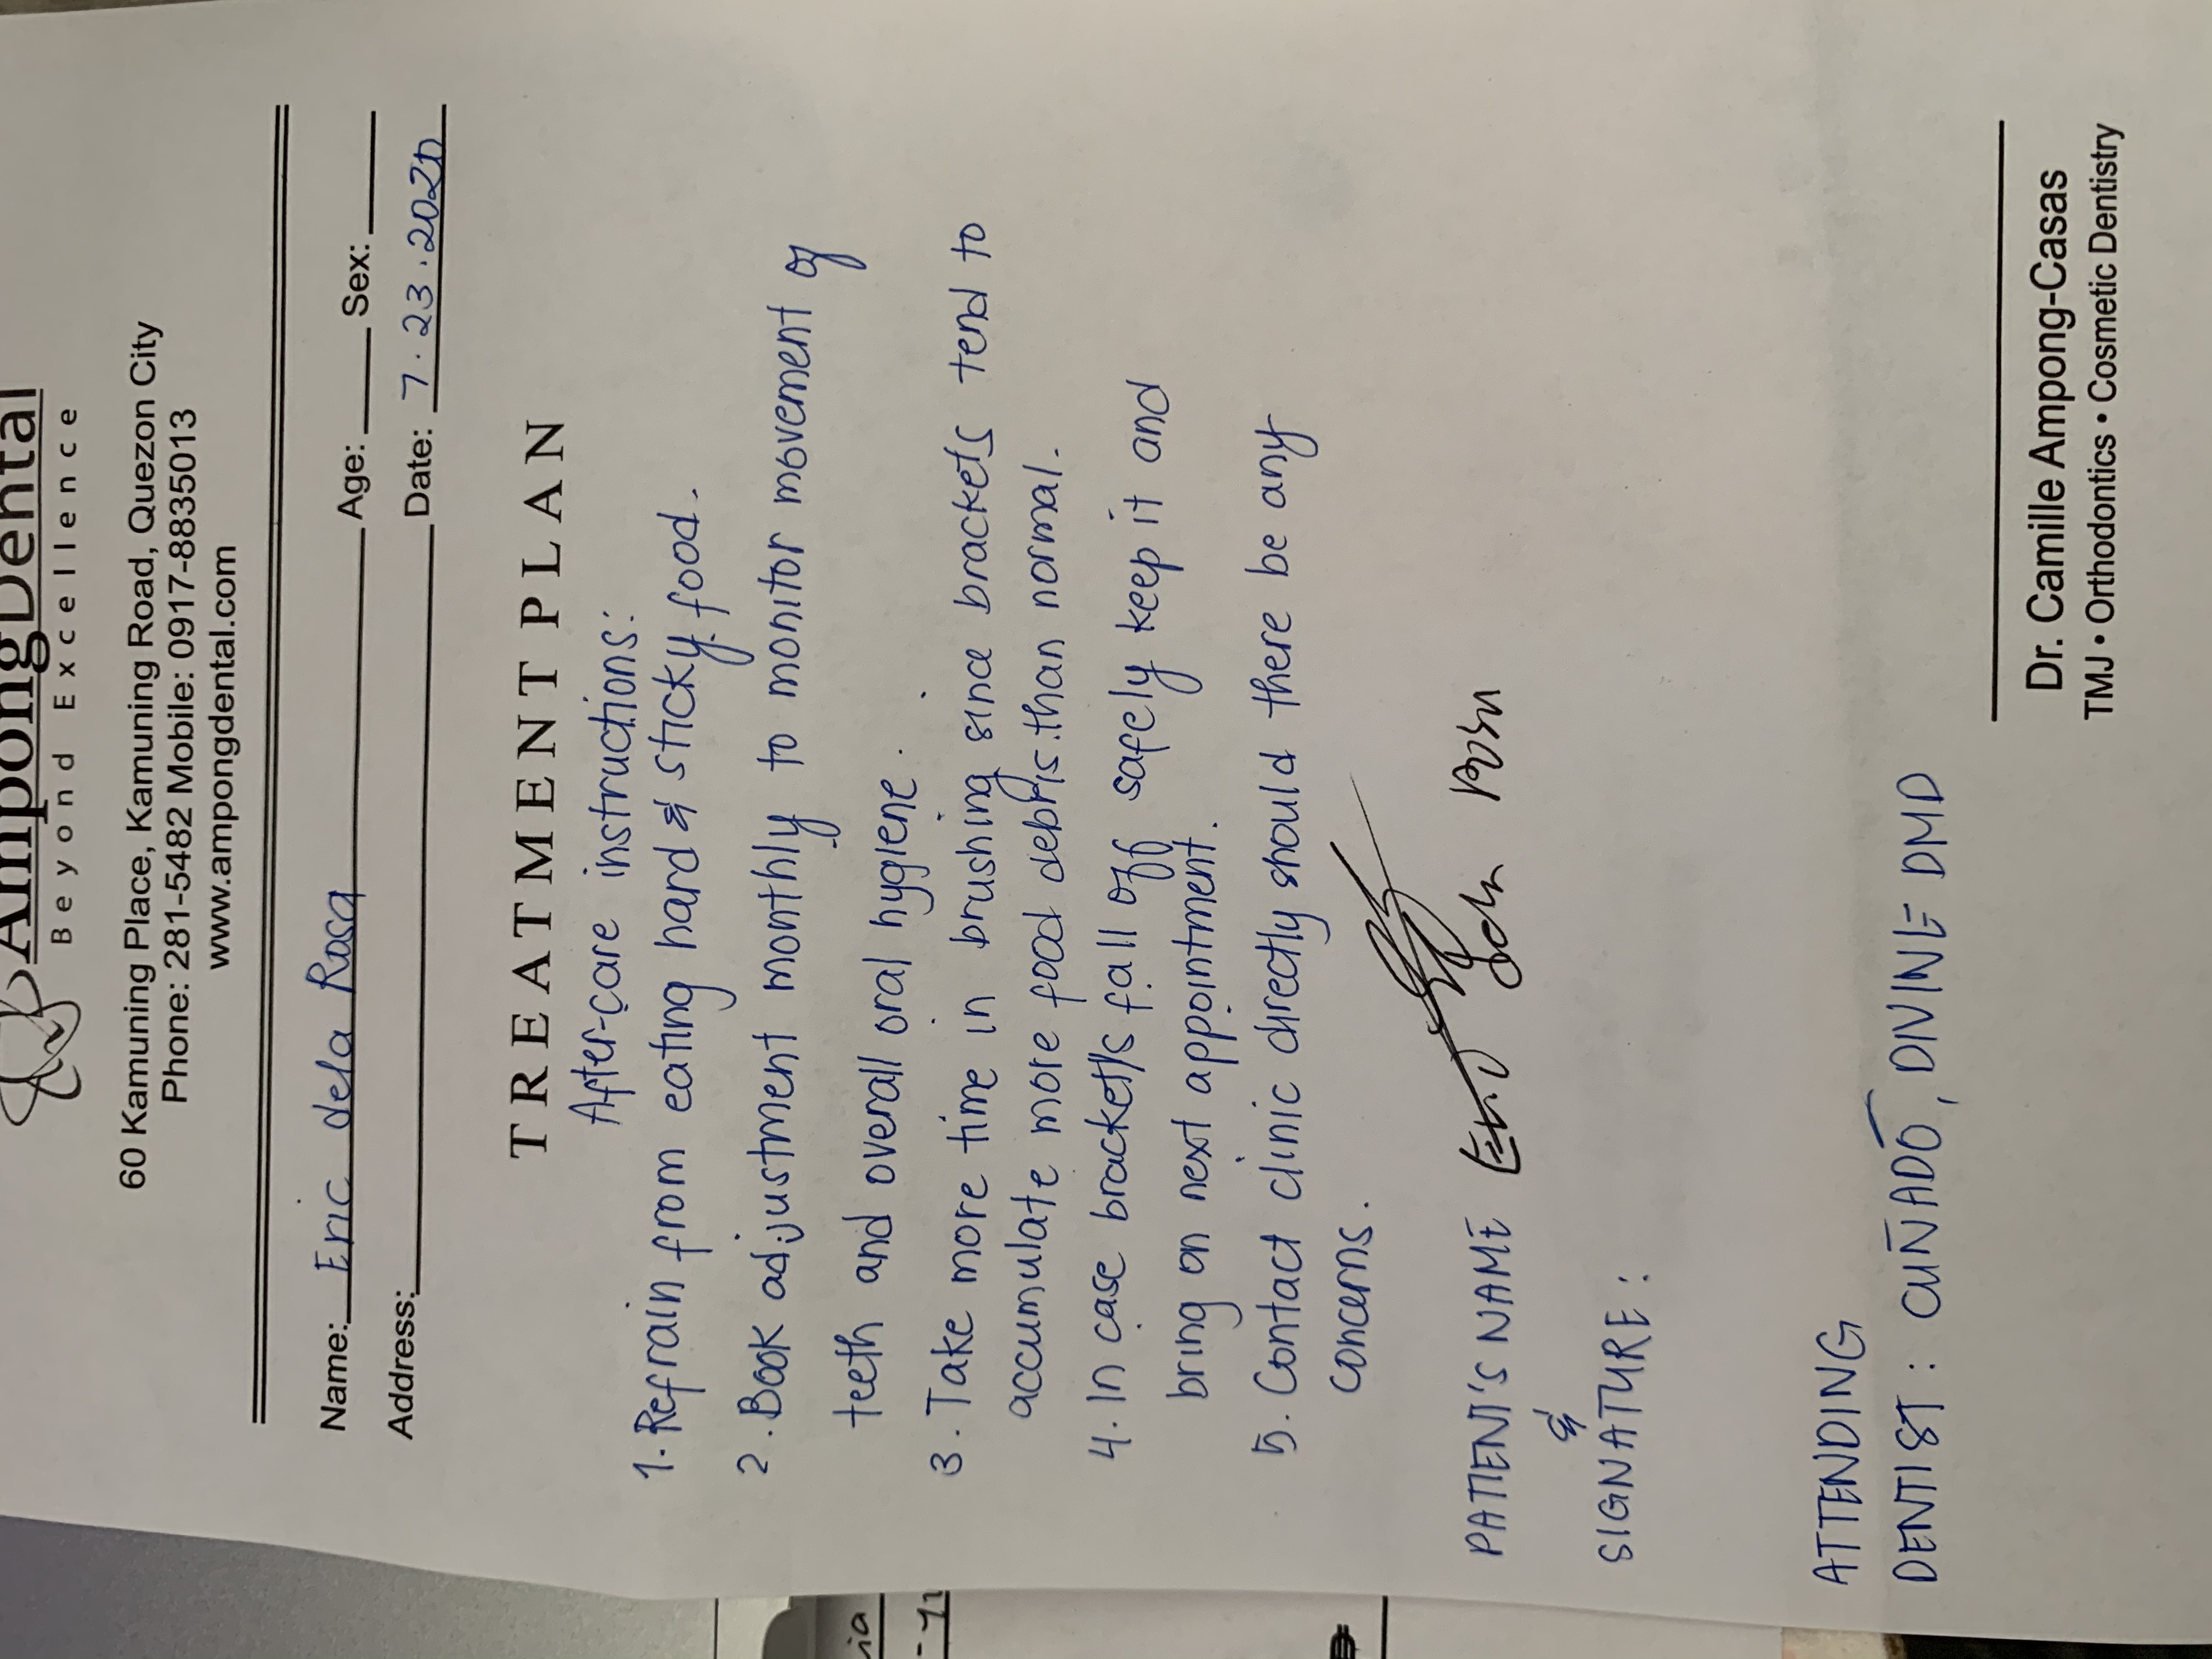 AmpongDental
Beyond Excellence
60 Kamuning Place, Kamuning Road, Quezon City
Phone: 281-5482 Mobile: 0917-8835013
www.ampongdental.com
Name: Eric dela Rosa Age: Sex:
Address: Date: 7.23.2020
TREATMENT PLAN
After-care instructions:
1. Refrain from eating hard & sticky food.
2. Book adjustment monthly to monitor movement of
teeth and overall oral hygiene.
3. Take more time in brushing since brackets tend to
accumulate more food debris than normal.
4. In case bracket/s fall off safely keep it and
bring on next appointment.
5. Contact clinic directly should there be any
concerns.
PATIENT'S NAME Eric dela Rosa
&
SIGNATURE:
ATTENDING
DENTIST: CUÑADO, DIVINE DMD
Dr. Camille Ampong-Casas
TMJ • Orthodontics • Cosmetic Dentistry